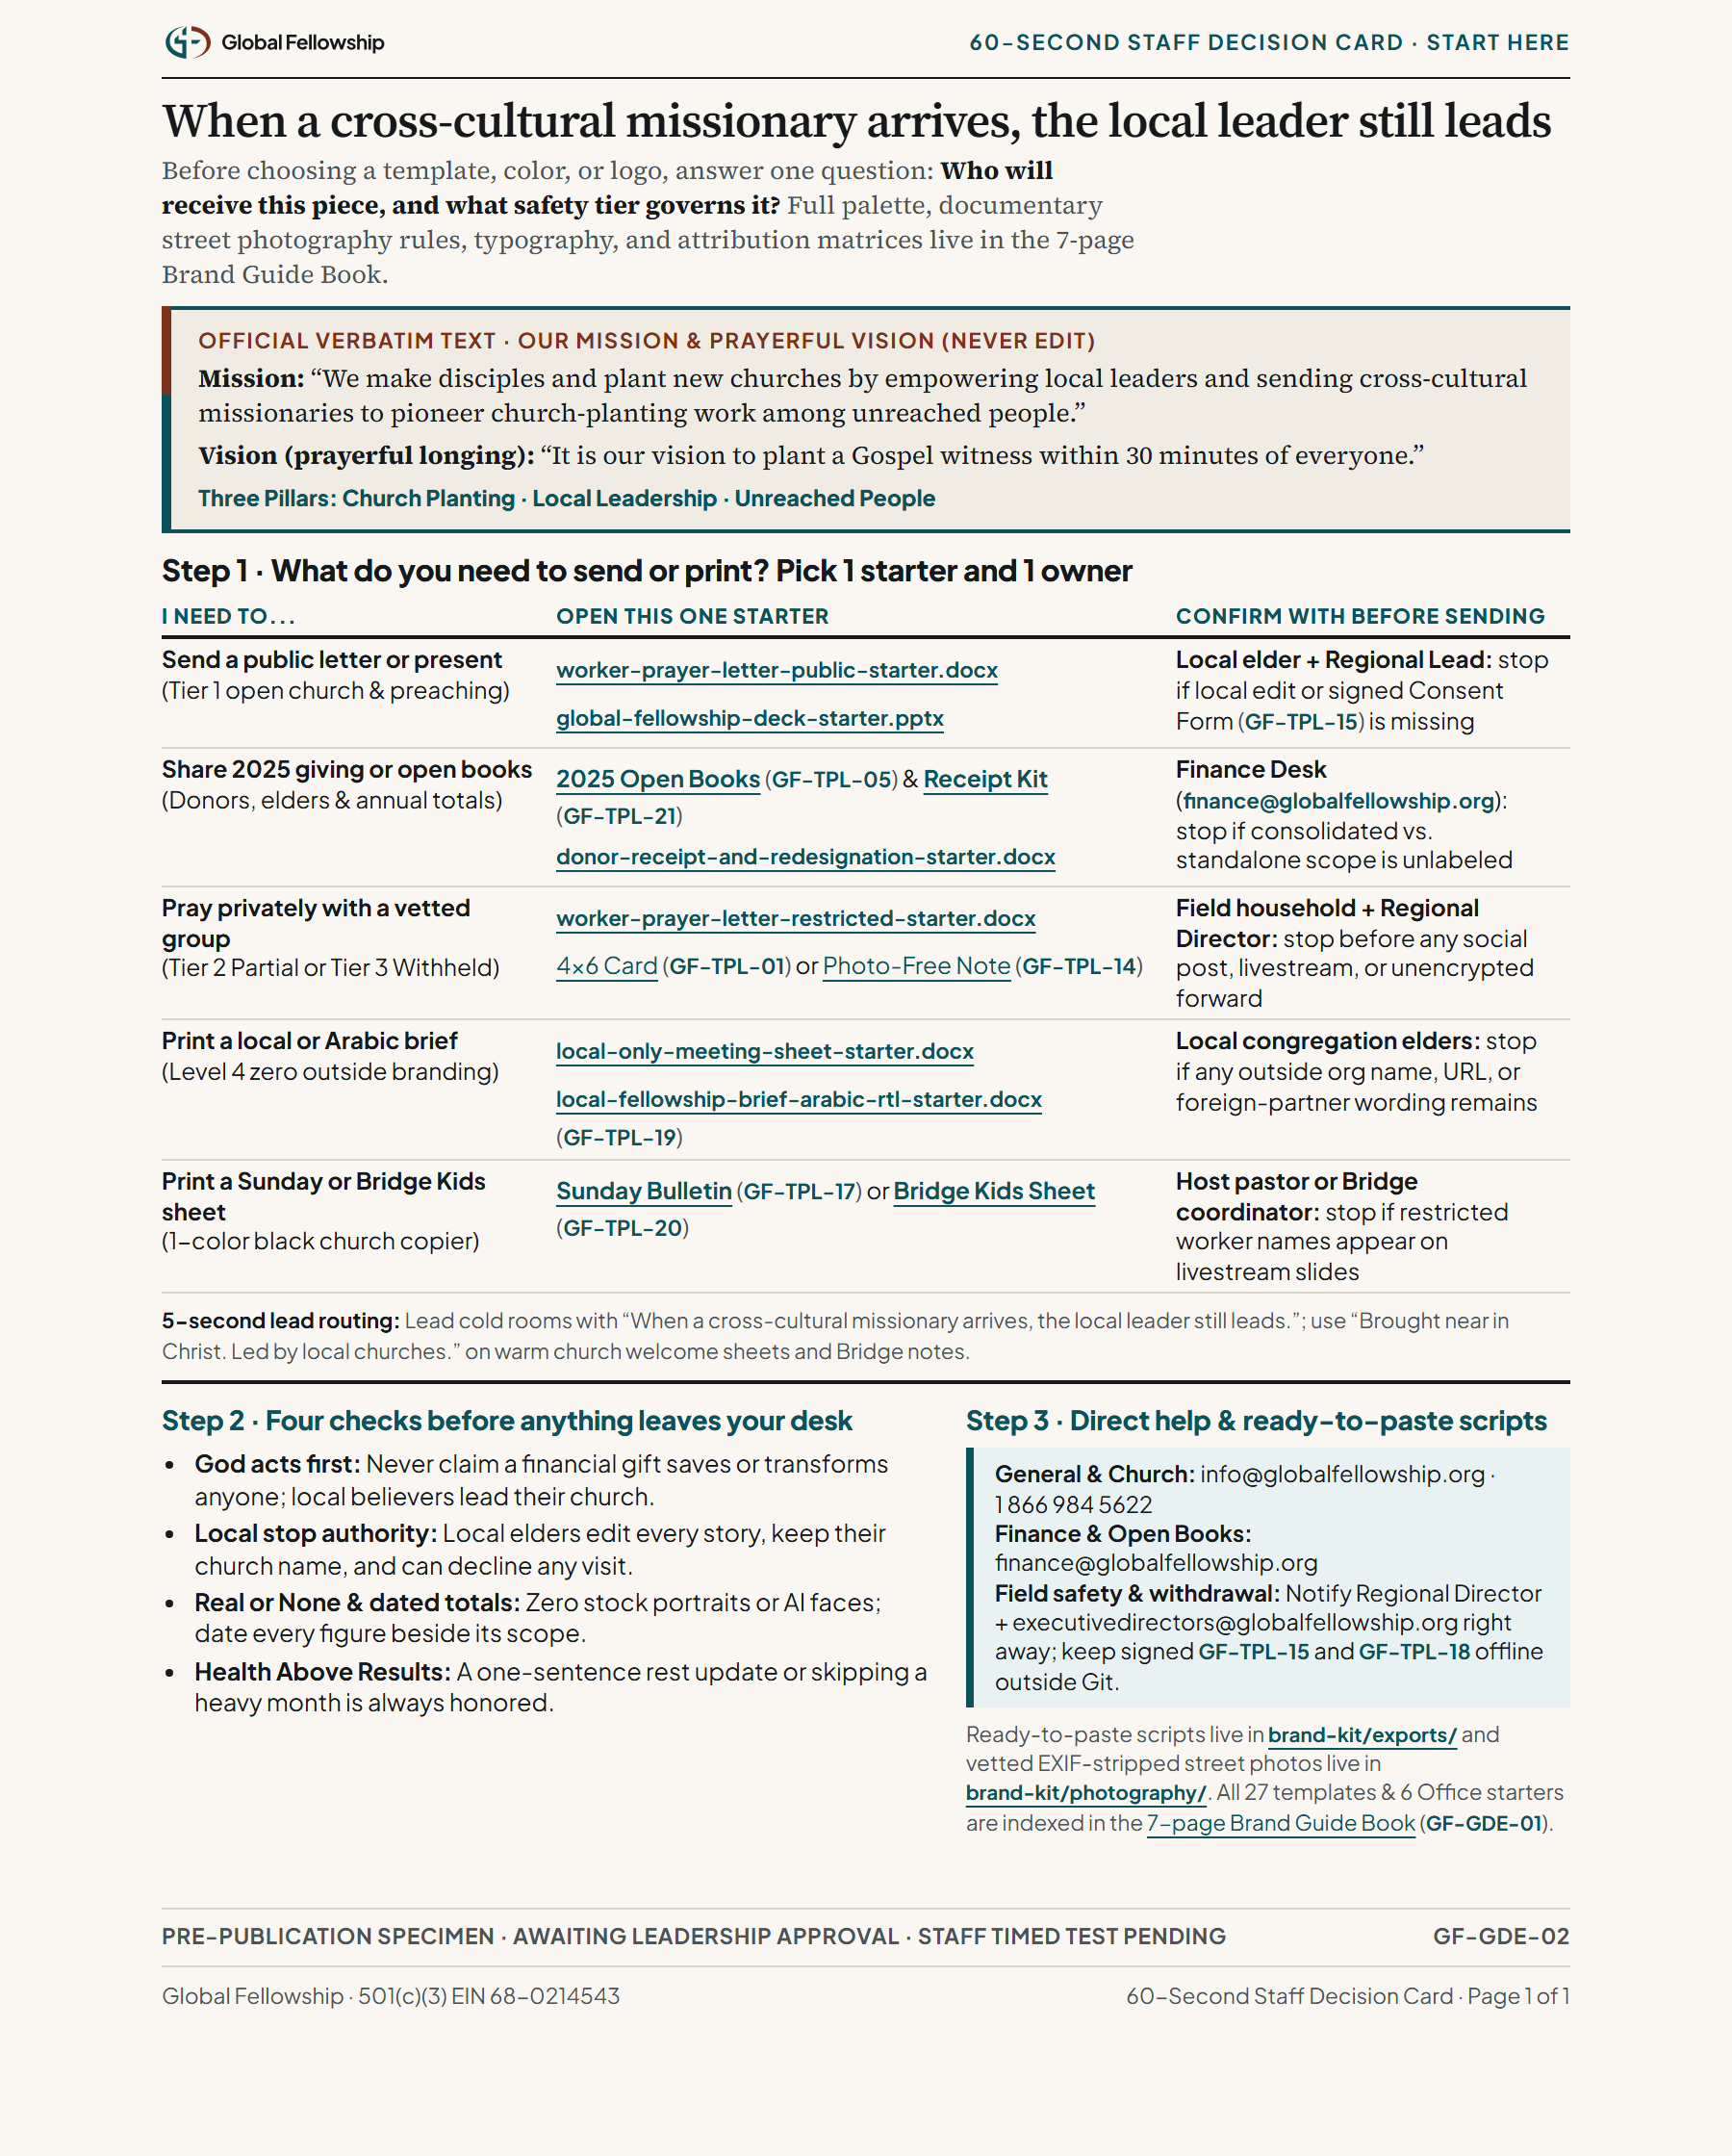 Global Fellowship
60-SECOND STAFF DECISION CARD · START HERE
When a cross-cultural missionary arrives, the local leader still leads
Before choosing a template, color, or logo, answer one question: Who will
receive this piece, and what safety tier governs it? Full palette, documentary
street photography rules, typography, and attribution matrices live in the 7-page
Brand Guide Book.
OFFICIAL VERBATIM TEXT · OUR MISSION & PRAYERFUL VISION (NEVER EDIT)
Mission: “We make disciples and plant new churches by empowering local leaders and sending cross-cultural
missionaries to pioneer church-planting work among unreached people.”
Vision (prayerful longing): “It is our vision to plant a Gospel witness within 30 minutes of everyone.”
Three Pillars: Church Planting · Local Leadership · Unreached People
Step 1 · What do you need to send or print? Pick 1 starter and 1 owner
I NEED TO...
OPEN THIS ONE STARTER
CONFIRM WITH BEFORE SENDING
Send a public letter or present
(Tier 1 open church & preaching)
worker-prayer-letter-public-starter.docx
global-fellowship-deck-starter.pptx
Local elder + Regional Lead: stop
if local edit or signed Consent
Form (GF-TPL-15) is missing
Share 2025 giving or open books
(Donors, elders & annual totals)
2025 Open Books (GF-TPL-05) & Receipt Kit
(GF-TPL-21)
donor-receipt-and-redesignation-starter.docx
Finance Desk
(finance@globalfellowship.org):
stop if consolidated vs.
standalone scope is unlabeled
Pray privately with a vetted
group
(Tier 2 Partial or Tier 3 Withheld)
worker-prayer-letter-restricted-starter.docx
4×6 Card (GF-TPL-01) or Photo-Free Note (GF-TPL-14)
Field household + Regional
Director: stop before any social
post, livestream, or unencrypted
forward
Print a local or Arabic brief
(Level 4 zero outside branding)
local-only-meeting-sheet-starter.docx
local-fellowship-brief-arabic-rtl-starter.docx
(GF-TPL-19)
Local congregation elders: stop
if any outside org name, URL, or
foreign-partner wording remains
Print a Sunday or Bridge Kids
sheet
(1-color black church copier)
Sunday Bulletin (GF-TPL-17) or Bridge Kids Sheet
(GF-TPL-20)
Host pastor or Bridge
coordinator: stop if restricted
worker names appear on
livestream slides
5-second lead routing: Lead cold rooms with “When a cross-cultural missionary arrives, the local leader still leads.”; use “Brought near in
Christ. Led by local churches.” on warm church welcome sheets and Bridge notes.
Step 2 · Four checks before anything leaves your desk
• God acts first: Never claim a financial gift saves or transforms
anyone; local believers lead their church.
• Local stop authority: Local elders edit every story, keep their
church name, and can decline any visit.
• Real or None & dated totals: Zero stock portraits or AI faces;
date every figure beside its scope.
• Health Above Results: A one-sentence rest update or skipping a
heavy month is always honored.
Step 3 · Direct help & ready-to-paste scripts
General & Church: info@globalfellowship.org ·
1 866 984 5622
Finance & Open Books:
finance@globalfellowship.org
Field safety & withdrawal: Notify Regional Director
+ executivedirectors@globalfellowship.org right
away; keep signed GF-TPL-15 and GF-TPL-18 offline
outside Git.
Ready-to-paste scripts live in brand-kit/exports/ and
vetted EXIF-stripped street photos live in
brand-kit/photography/. All 27 templates & 6 Office starters
are indexed in the 7-page Brand Guide Book (GF-GDE-01).
PRE-PUBLICATION SPECIMEN · AWAITING LEADERSHIP APPROVAL · STAFF TIMED TEST PENDING
GF-GDE-02
Global Fellowship · 501(c)(3) EIN 68-0214543
60-Second Staff Decision Card · Page 1 of 1